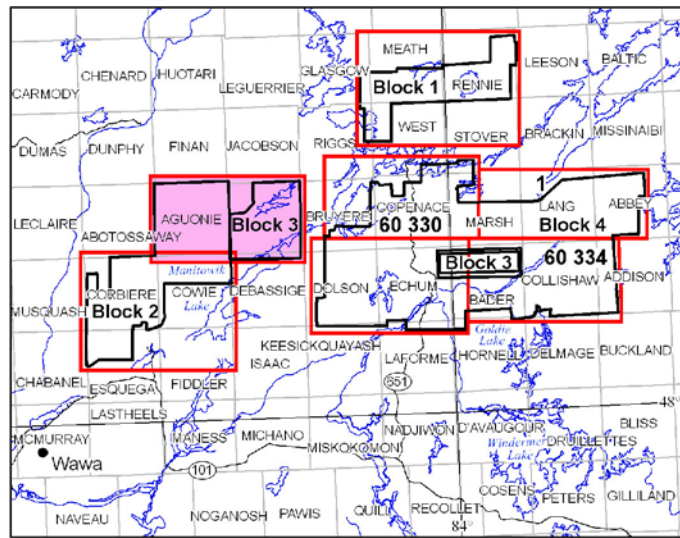 MEATH
LEESON
BALTIC
CHENARD
HUOTARI
GLASGOW
CARMODY
LEGUERRIER
Block 1
RENNIE
WEST
STOVER
BRACKIN
MISSINAIBI
DUMAS
DUNPHY
FINAN
JACOBSON
RIGGS
LECLAIRE
AGUONIE
Block 3
BRUYERE
COPENACE
60 330
MARSH
1
LANG
Block 4
ABBEY
ABOTOSSAWAY
Manitowik
Lake
Block 3
60 334
MUSQUASH
CORBIERE
Block 2
COWIE
DEBASSIGE
DOLSON
ECHUM
BADER
COLLISHAW
ADDISON
Goldie
Lake
KEESICKQUAYASH
ISAAC
LAFORME
HORNELL
DELMAGE
BUCKLAND
CHABANEL
ESQUEGA
FIDDLER
651
48°
LASTHEELS
MCMURRAY
Wawa
MANESS
MICHANO
MISKOKOMON
NADJIWON
D'AVAUGOUR
BLISS
Windermer
Lake
DRUILLETTES
101
COSENS
PETERS
GILLILAND
NAVEAU
NOGANOSH
PAWIS
QUILL
RECOLLET
84°